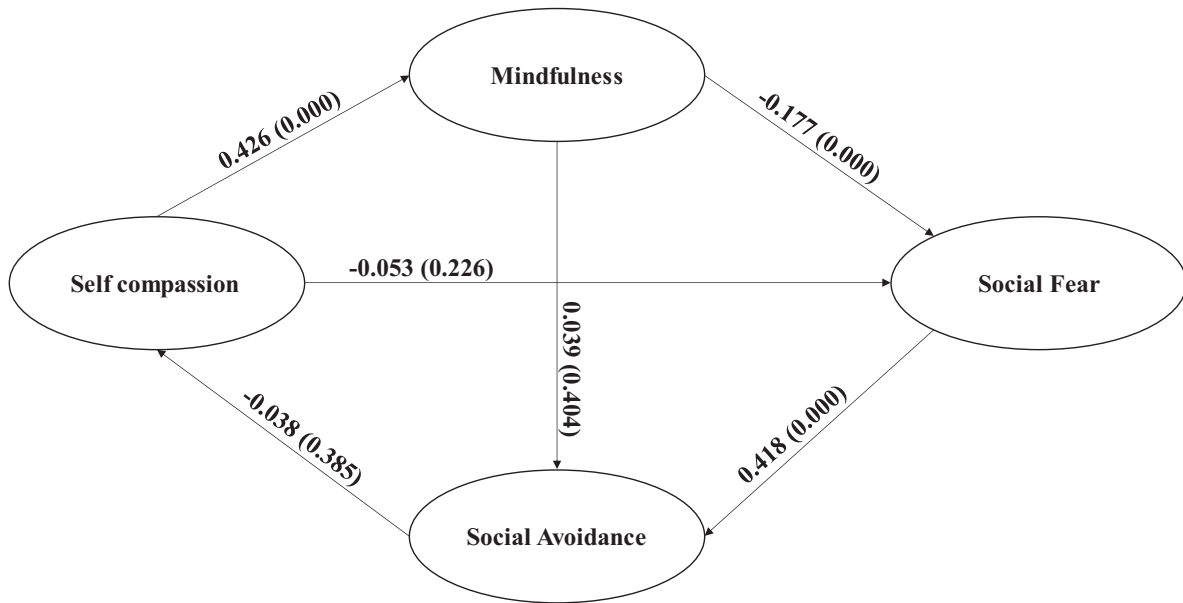 Mindfulness
0.426 (0.000)
-0.177 (0.000)
Self compassion
-0.053 (0.226)
Social Fear
0.039 (0.404)
-0.038 (0.385)
0.418 (0.000)
Social Avoidance